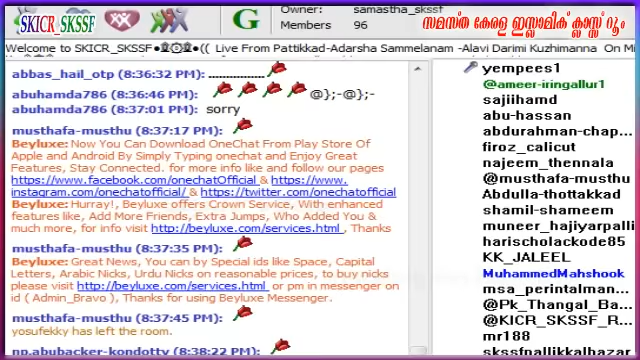 SKICR_SKSSF
G
Owner: samastha_skssf
Members 96
സമസ്ത കേരള ഇസ്ലാമിക് ക്ലാസ്സ് റൂം
Welcome to SKICR_SKSSF Live From Pattikkad-Adarsha Sammelanam -Alavi Darimi Kuzhimanna On Mi
abbas_hail_otp (8:36:32 PM): .................
abuhamda786 (8:36:46 PM): @};-@};-
abuhamda786 (8:37:01 PM): sorry
musthafa-musthu (8:37:17 PM):
Beyluxe: Now You Can Download OneChat From Play Store Of
Apple and Android By Simply Typing onechat and Enjoy Great
Features, Stay Connected. for more info like and follow our pages
https://www.facebook.com/onechatOfficial & https://www.
instagram.com/onechatofficial/ & https://twitter.com/onechatofficial
Beyluxe: Hurray!, Beyluxe offers Crown Service, With enhanced
features like, Add More Friends, Extra Jumps, Who Added You &
much more, for info visit http://beyluxe.com/services.html , Thanks
musthafa-musthu (8:37:35 PM):
Beyluxe: Great News, You can by Special ids like Space, Capital
Letters, Arabic Nicks, Urdu Nicks on reasonable prices, to buy nicks
please visit http://beyluxe.com/services.html or pm in messenger on
id ( Admin_Bravo ), Thanks for using Beyluxe Messenger.
musthafa-musthu (8:37:45 PM):
yosufekky has left the room.
np.abubacker-kondotty (8:38:22 PM)
yempees1
@ameer-iringallur1
sajiihamd
abu-hassan
abdurahman-chap...
firoz_calicut
najeem_thennala
@musthafa-musthu
Abdulla-thottakkad
shamil-shameem
muneer_hajiyarpalli
harischolackode85
KK_JALEEL
MuhammedMahshook
msa_perintalman...
@Pk_Thangal_Ba...
@KICR_SKSSF_R...
mr188
skssfpallikkalhazar